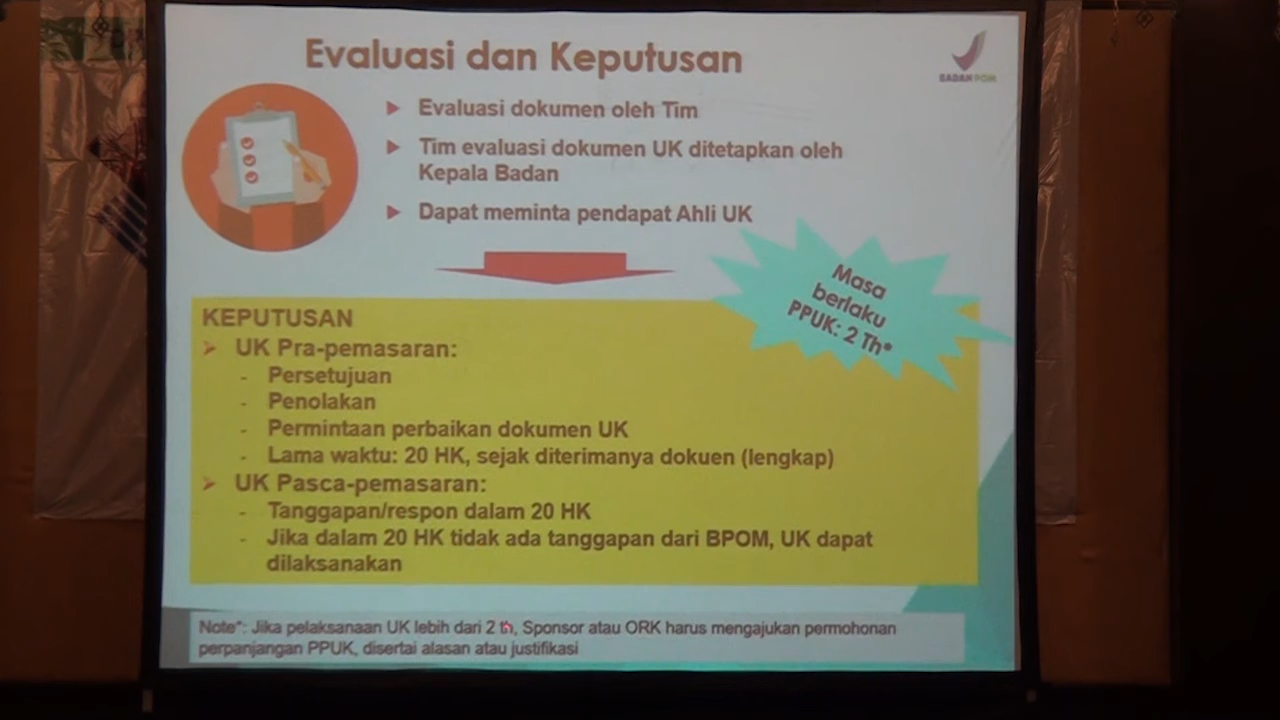 Evaluasi dan Keputusan
BADAN POM
Evaluasi dokumen oleh Tim
Tim evaluasi dokumen UK ditetapkan oleh
Kepala Badan
Dapat meminta pendapat Ahli UK
Masa
berlaku
PPUK: 2 Th*
KEPUTUSAN
UK Pra-pemasaran:
- Persetujuan
- Penolakan
- Permintaan perbaikan dokumen UK
- Lama waktu: 20 HK, sejak diterimanya dokuen (lengkap)
UK Pasca-pemasaran:
- Tanggapan/respon dalam 20 HK
- Jika dalam 20 HK tidak ada tanggapan dari BPOM, UK dapat
dilaksanakan
Note*: Jika pelaksanaan UK lebih dari 2 th, Sponsor atau ORK harus mengajukan permohonan
perpanjangan PPUK, disertai alasan atau justifikasi